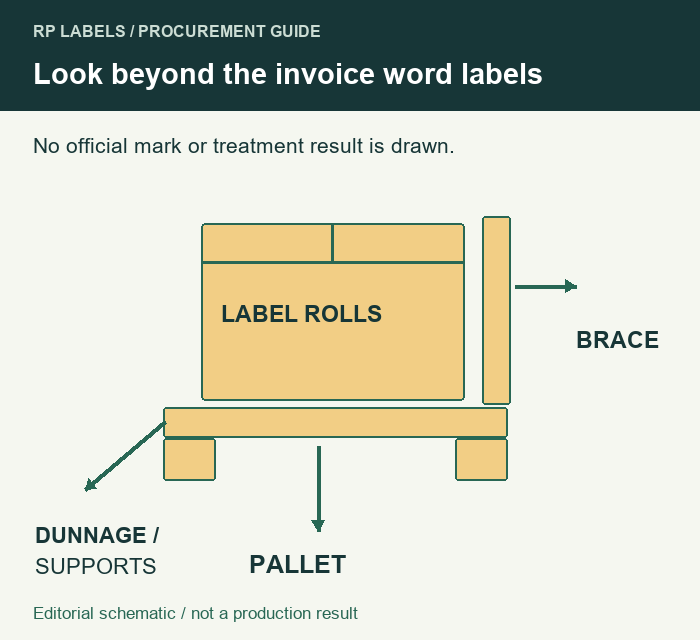 RP LABELS / PROCUREMENT GUIDE
Look beyond the invoice word labels
No official mark or treatment result is drawn.
LABEL ROLLS
BRACE
DUNNAGE /
SUPPORTS
PALLET
Editorial schematic / not a production result